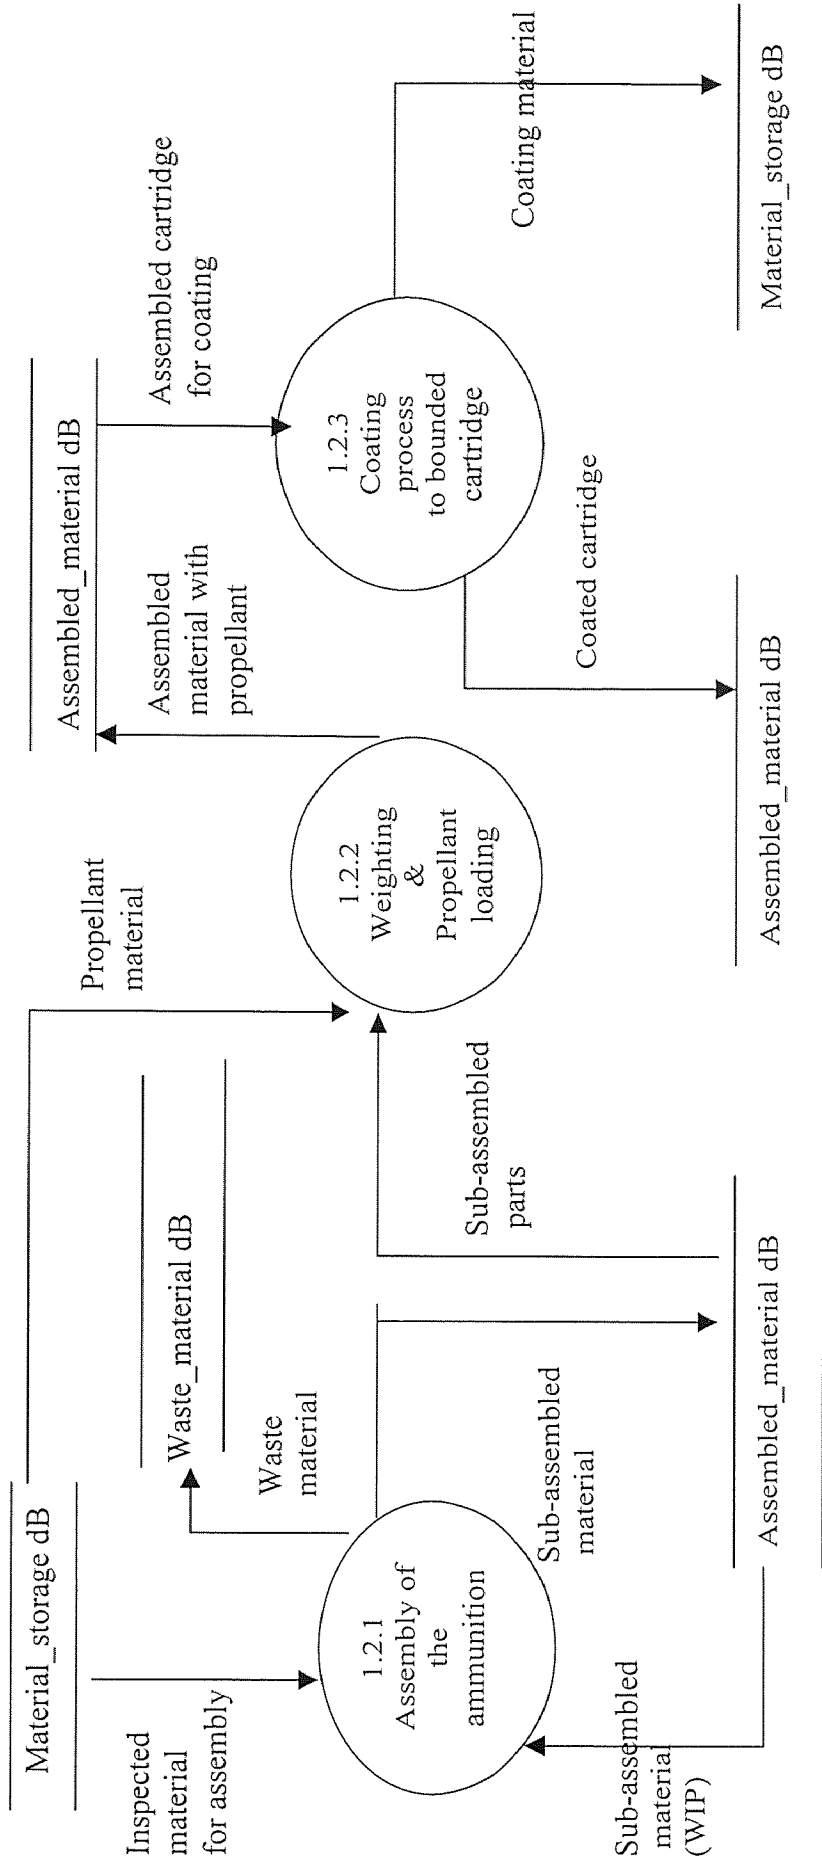 Material_storage dB
Inspected
material
for assembly
1.2.1
Assembly of
the
ammunition
Sub-assembled
material
(WIP)
Waste_material dB
Waste
material
Sub-assembled
material
Assembled_material dB
Sub-assembled
parts
Propellant
material
1.2.2
Weighting
&
Propellant
loading
Assembled_material dB
Assembled
material with
propellant
Assembled cartridge
for coating
1.2.3
Coating
process
to bounded
cartridge
Coated cartridge
Assembled_material dB
Coating material
Material_storage dB